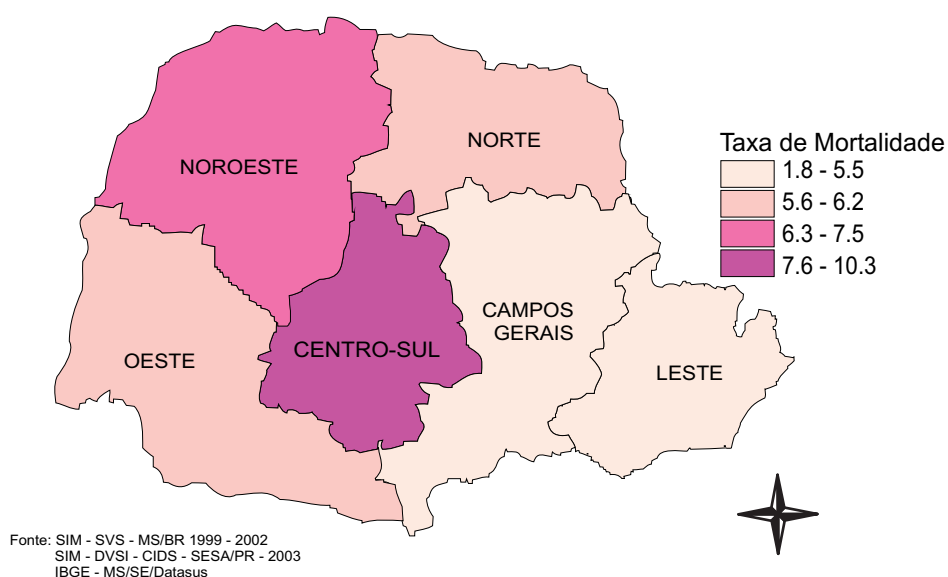 NOROESTE
NORTE
Taxa de Mortalidade
1.8 - 5.5
5.6 - 6.2
6.3 - 7.5
7.6 - 10.3
CAMPOS
GERAIS
OESTE
CENTRO-SUL
LESTE
Fonte: SIM - SVS - MS/BR 1999 - 2002
SIM - DVSI - CIDS - SESA/PR - 2003
IBGE - MS/SE/Datasus